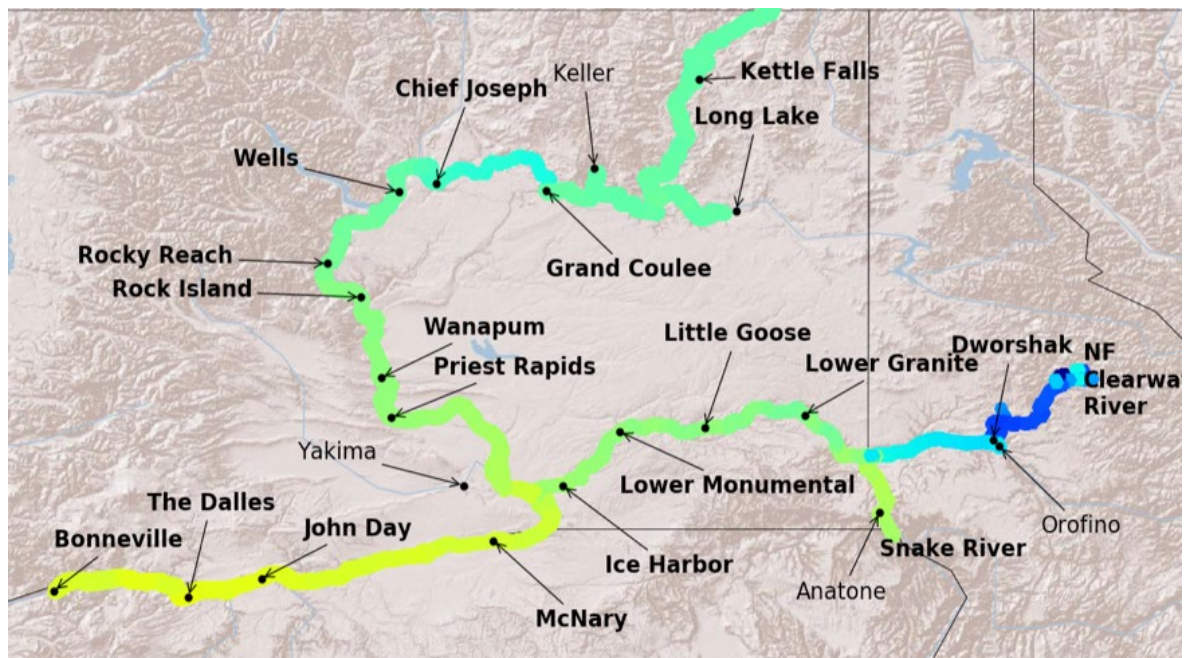 Keller
Kettle Falls
Chief Joseph
Long Lake
Wells
Rocky Reach
Grand Coulee
Rock Island
Wanapum
Little Goose
Dworshak
NF
Clearwa
River
Priest Rapids
Lower Granite
Yakima
Lower Monumental
The Dalles
John Day
Orofino
Bonneville
Snake River
Ice Harbor
Anatone
McNary